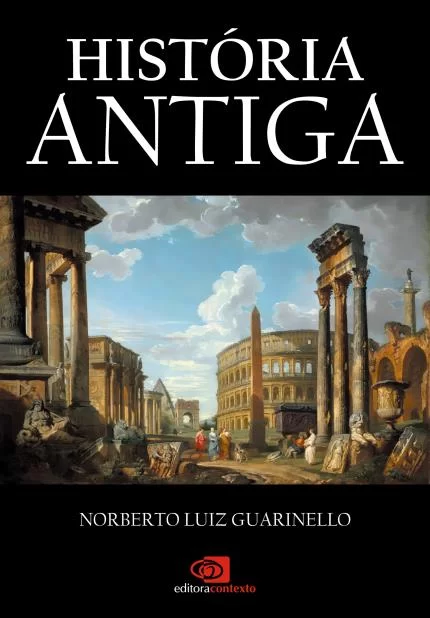 HISTÓRIA
ANTIGA
NORBERTO LUIZ GUARINELLO
editoracontexto